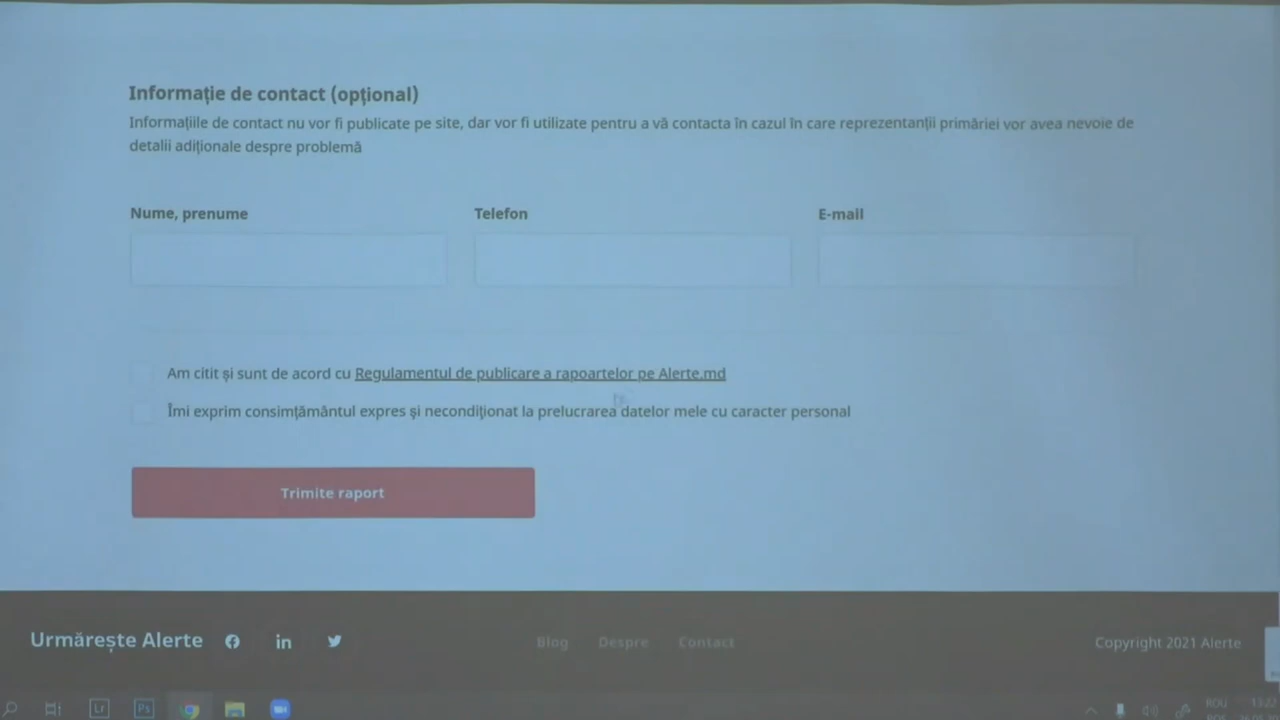 Informație de contact (opțional)
Informațiile de contact nu vor fi publicate pe site, dar vor fi utilizate pentru a vă contacta în cazul în care reprezentanții primăriei vor avea nevoie de
detalii adiționale despre problemă
Nume, prenume Telefon E-mail
Am citit și sunt de acord cu Regulamentul de publicare a rapoartelor pe Alerte.md
Îmi exprim consimțământul expres și necondiționat la prelucrarea datelor mele cu caracter personal
Trimite raport
Urmărește Alerte in Blog Despre Contact Copyright 2021 Alerte
Lr Ps ROU